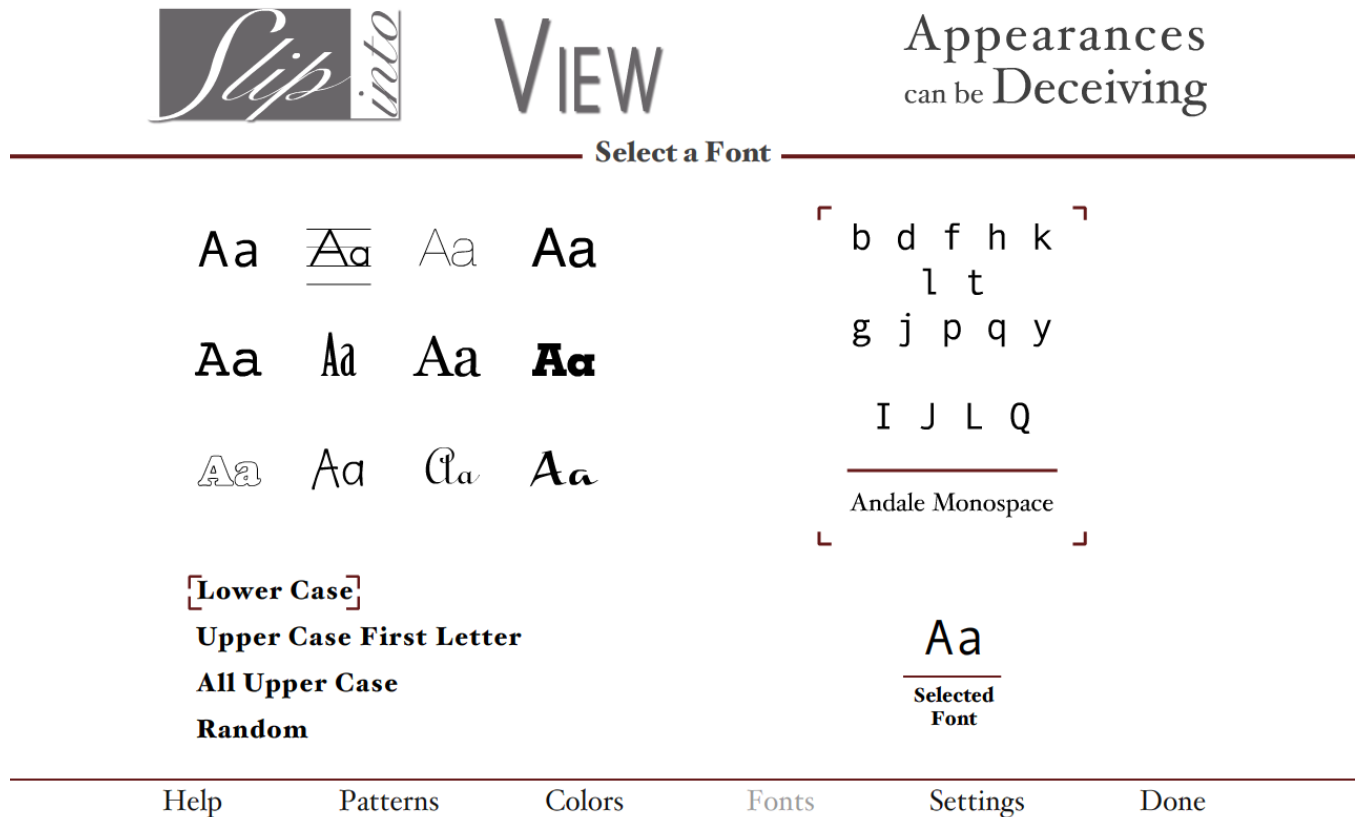 Slip into
VIEW
Appearances
can be Deceiving
Select a Font
Aa Aa Aa Aa
Aa Aa Aa Aa
Aa Aa Aa Aa
b d f h k
l t
g j p q y
I J L Q
Andale Monospace
Lower Case
Upper Case First Letter
All Upper Case
Random
Aa
Selected
Font
Help Patterns Colors Fonts Settings Done